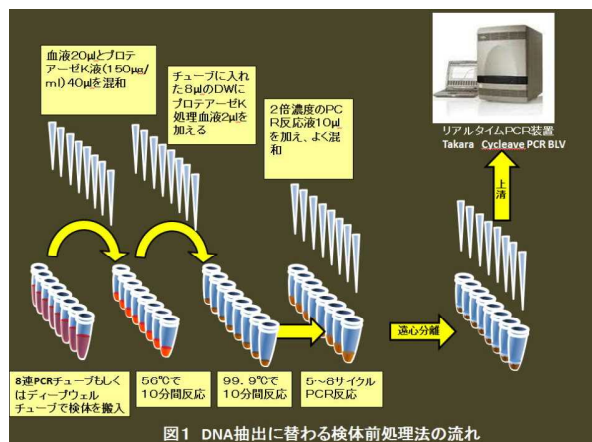 血液20μlとプロテ
アーゼK液(150μg/
ml)40μlを混和
チューブに入れ
た8μlのDWに
プロテアーゼK
処理血液2μlを
加える
2倍濃度のPC
R反応液10μl
を加え、よく混
和
リアルタイムPCR装置
Takara Cycleave PCR BLV
上清
遠心分離
8連PCRチューブもしく
はディープウェル
チューブで検体を搬入
56℃で
10分間反応
99.9℃で
10分間反応
5~8サイクル
PCR反応
図1 DNA抽出に替わる検体前処理法の流れ